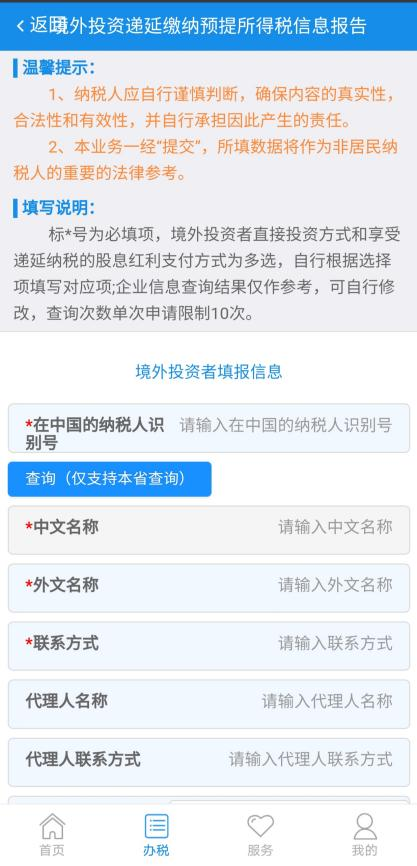 返回
境外投资递延缴纳预提所得税信息报告
温馨提示：
1、纳税人应自行谨慎判断，确保内容的真实性，
合法性和有效性，并自行承担因此产生的责任。
2、本业务一经“提交”，所填数据将作为非居民纳
税人的重要的法律参考。
填写说明：
标*号为必填项，境外投资者直接投资方式和享受
递延纳税的股息红利支付方式为多选，自行根据选择
项填写对应项;企业信息查询结果仅作参考，可自行修
改，查询次数单次申请限制10次。
境外投资者填报信息
*在中国的纳税人识 请输入在中国的纳税人识别号
别号
查询（仅支持本省查询）
*中文名称 请输入中文名称
*外文名称 请输入外文名称
*联系方式 请输入联系方式
代理人名称 请输入代理人名称
代理人联系方式 请输入代理人联系方式
首页 办税 服务 我的